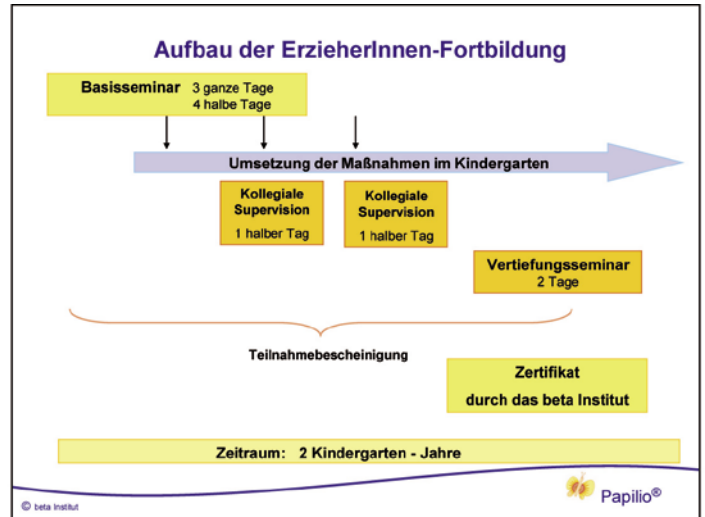 Aufbau der ErzieherInnen-Fortbildung
Basisseminar 3 ganze Tage
4 halbe Tage
Umsetzung der Maßnahmen im Kindergarten
Kollegiale
Supervision
1 halber Tag
Kollegiale
Supervision
1 halber Tag
Vertiefungsseminar
2 Tage
Teilnahmebescheinigung
Zertifikat
durch das beta Institut
Zeitraum: 2 Kindergarten - Jahre
© beta Institut
Papilio®